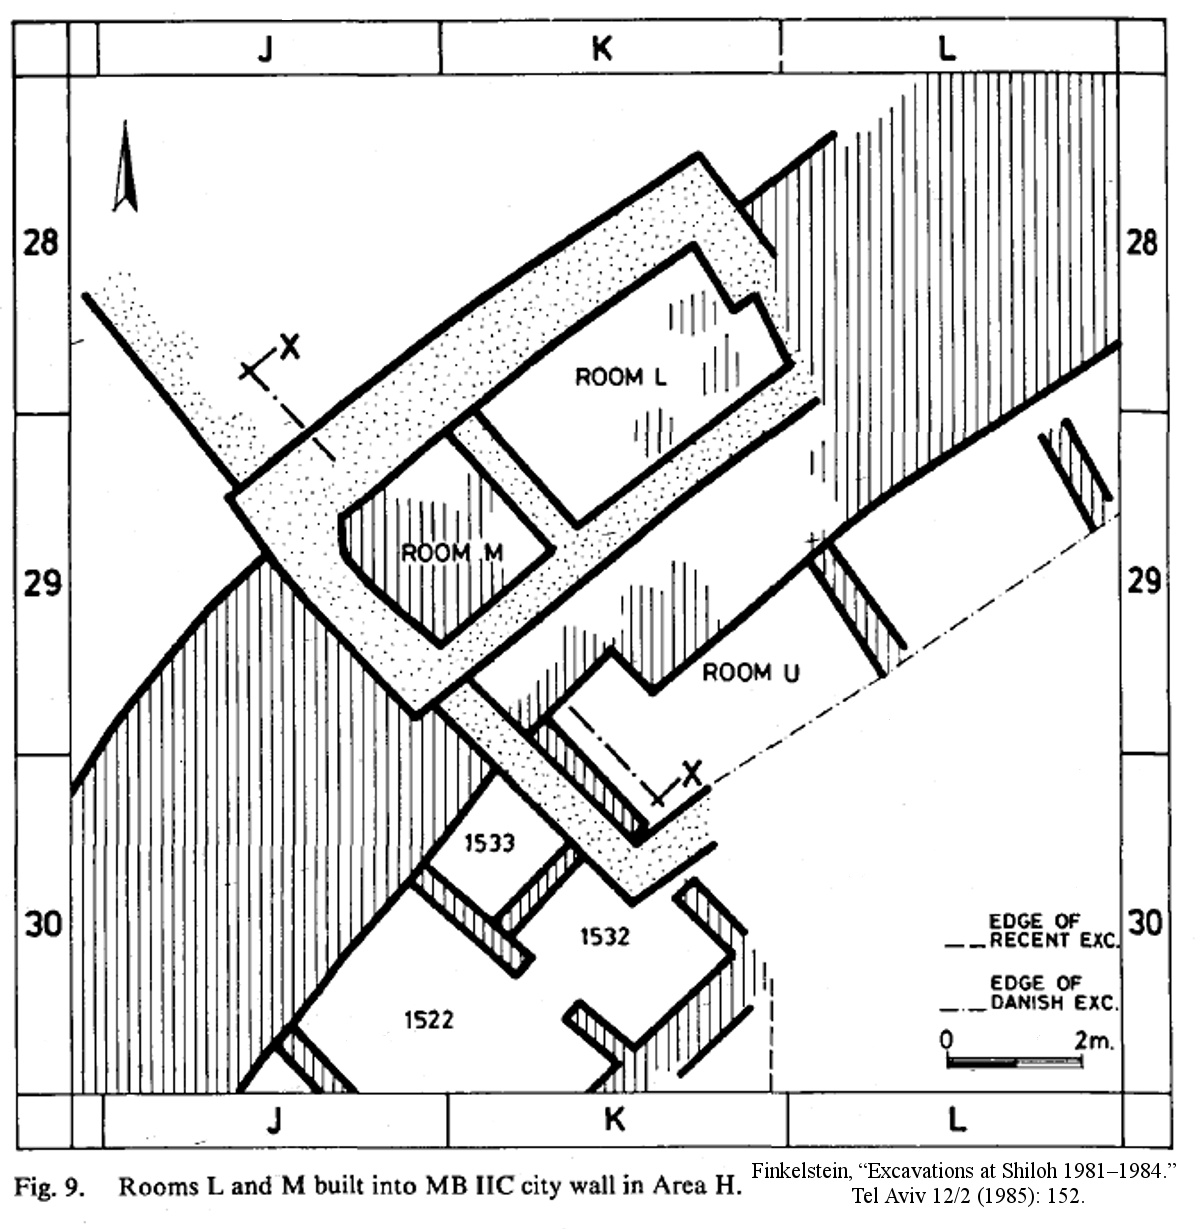 J K L
28 28
X
ROOM L
ROOM M
29 29
ROOM U
X
1533
30 30
1532
EDGE OF
RECENT EXC.
EDGE OF
DANISH EXC.
1522
0 2m.
J K L
Fig. 9. Rooms L and M built into MB IIC city wall in Area H.
Finkelstein, “Excavations at Shiloh 1981–1984.”
Tel Aviv 12/2 (1985): 152.